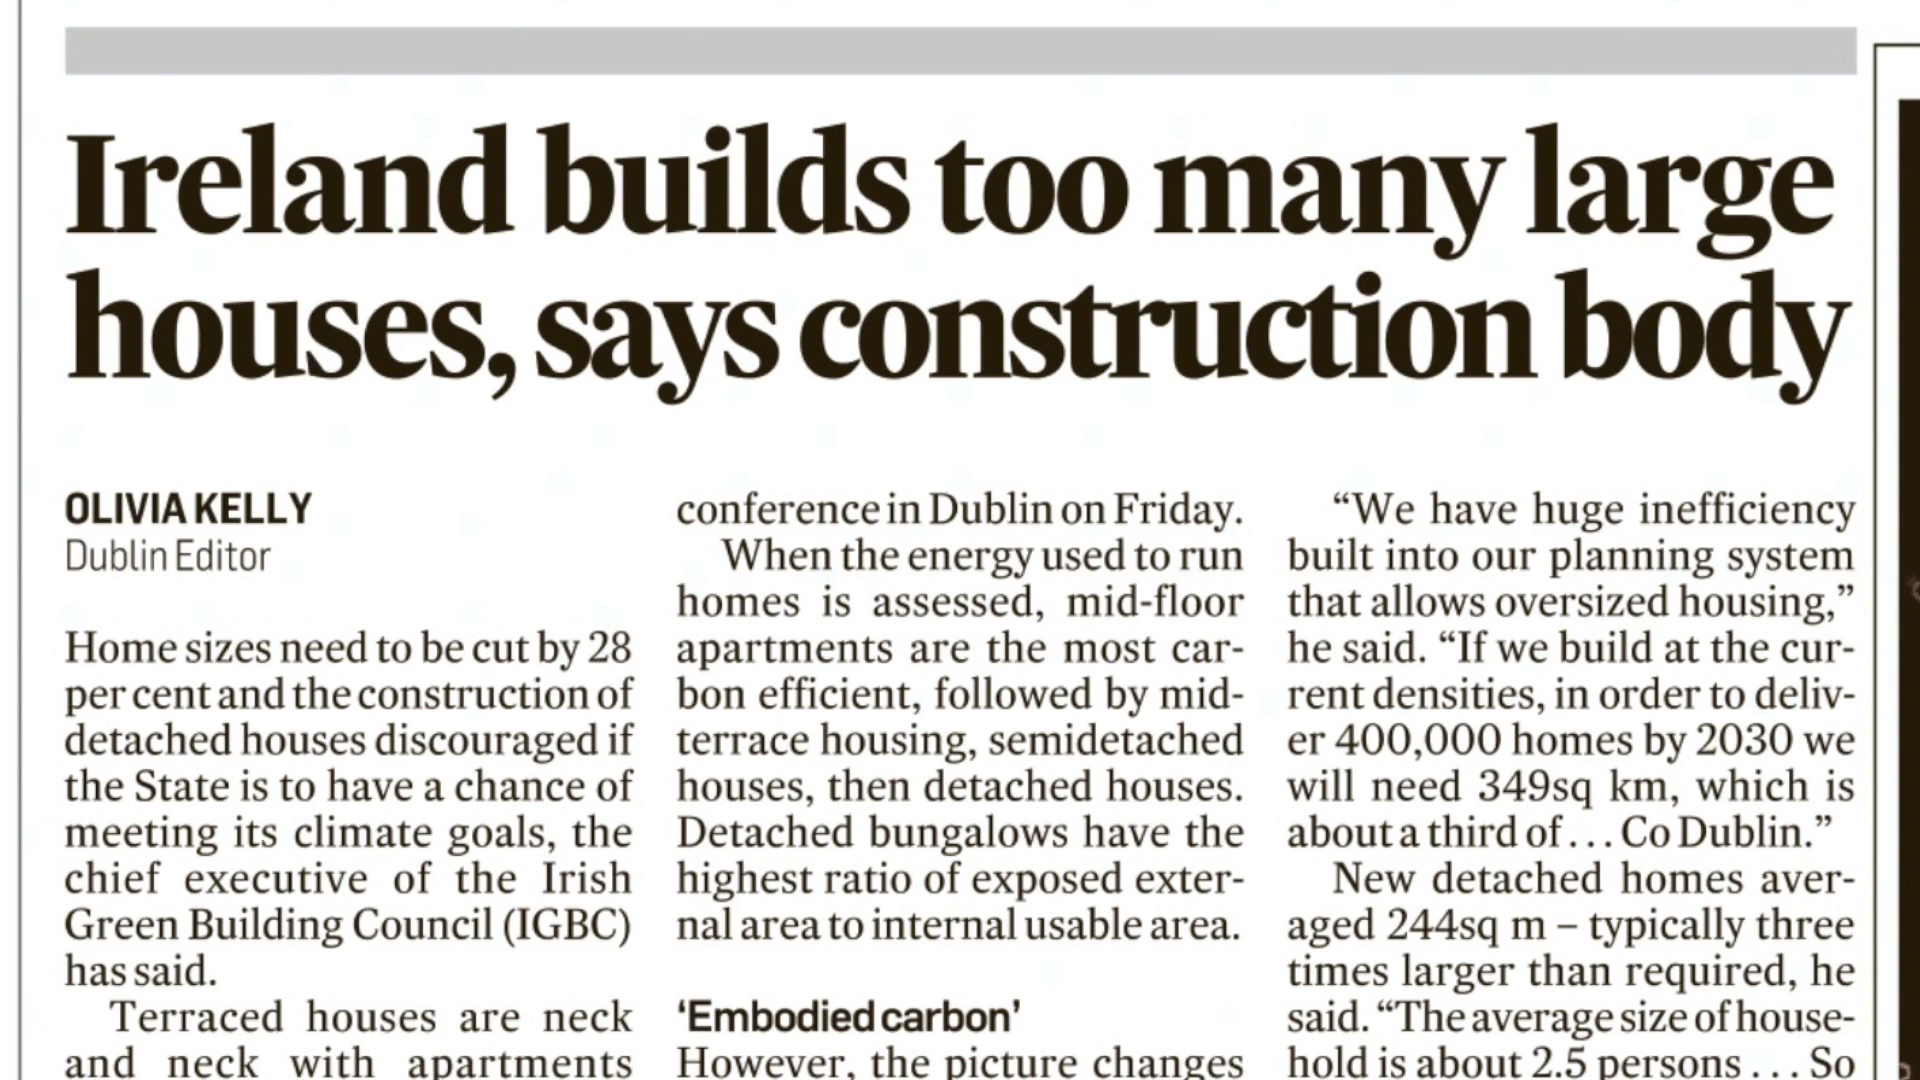 Ireland builds too many large
houses, says construction body
OLIVIA KELLY
Dublin Editor
Home sizes need to be cut by 28
per cent and the construction of
detached houses discouraged if
the State is to have a chance of
meeting its climate goals, the
chief executive of the Irish
Green Building Council (IGBC)
has said.
Terraced houses are neck
and neck with apartments
conference in Dublin on Friday.
When the energy used to run
homes is assessed, mid-floor
apartments are the most car-
bon efficient, followed by mid-
terrace housing, semidetached
houses, then detached houses.
Detached bungalows have the
highest ratio of exposed exter-
nal area to internal usable area.
‘Embodied carbon’
However, the picture changes
“We have huge inefficiency
built into our planning system
that allows oversized housing,”
he said. “If we build at the cur-
rent densities, in order to deliv-
er 400,000 homes by 2030 we
will need 349sq km, which is
about a third of . . . Co Dublin.”
New detached homes aver-
aged 244sq m – typically three
times larger than required, he
said. “The average size of house-
hold is about 2.5 persons . . . So